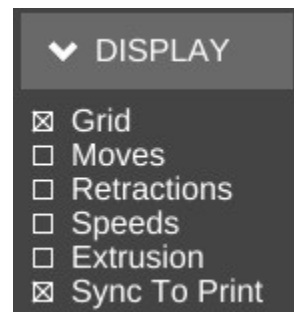 DISPLAY
Grid
Moves
Retractions
Speeds
Extrusion
Sync To Print